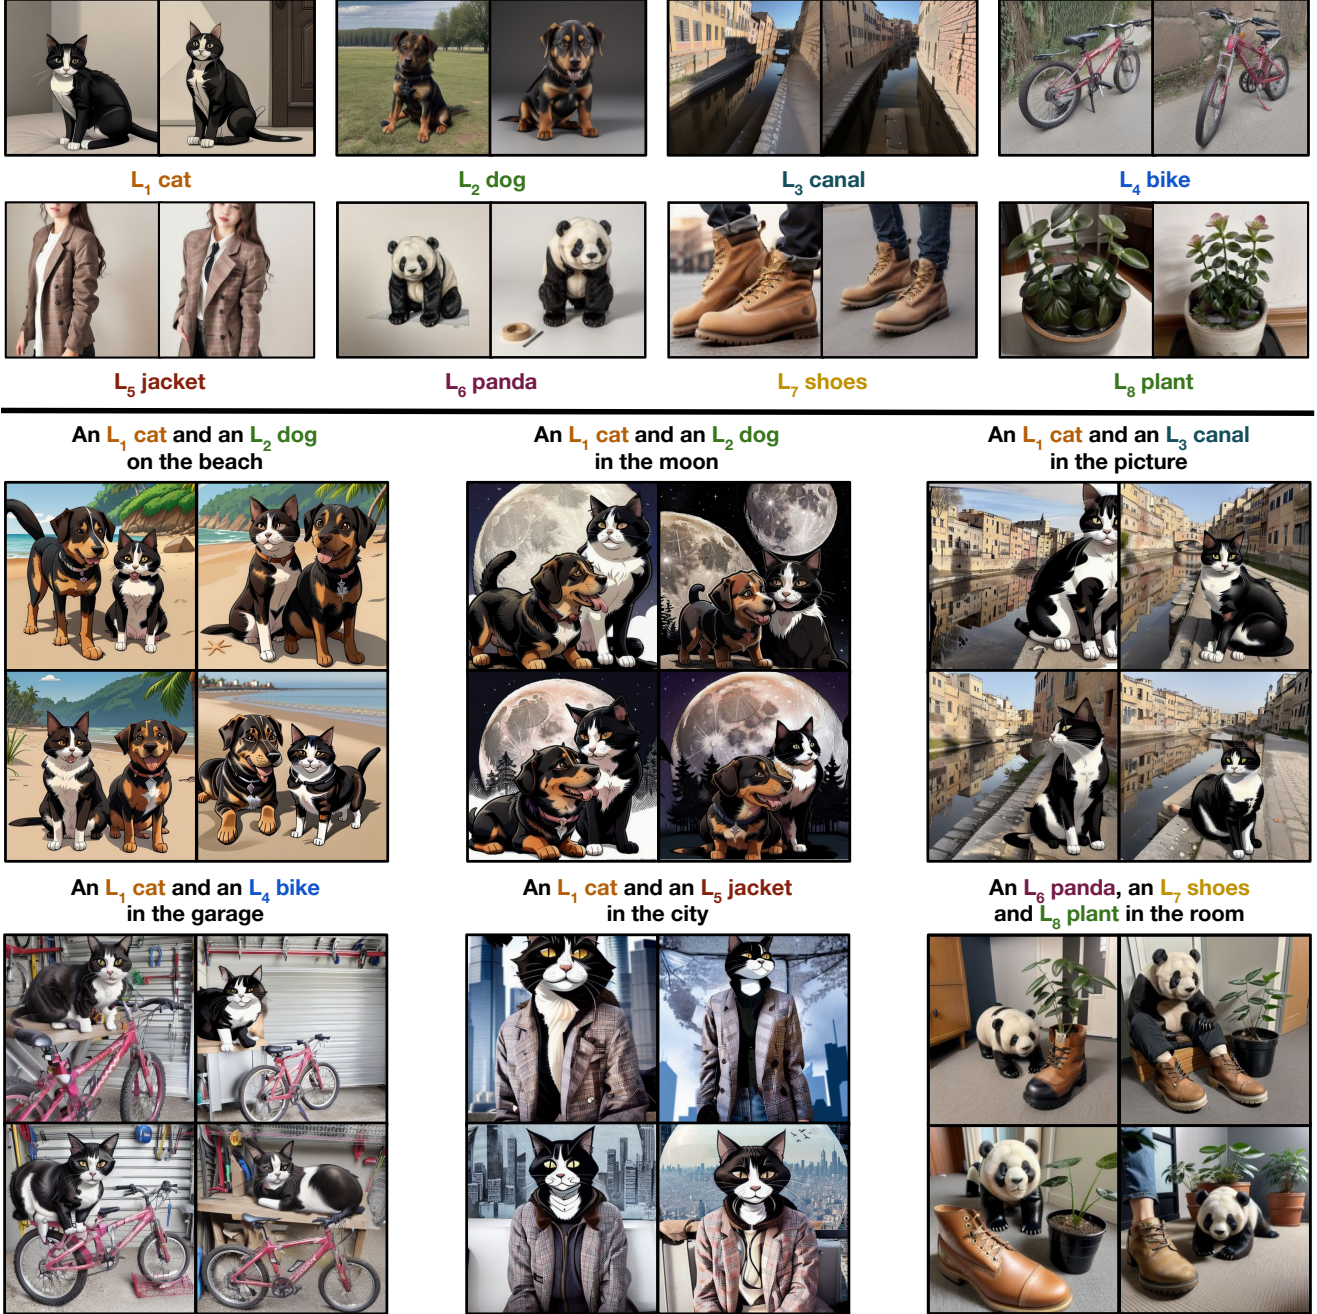 L1 cat
L2 dog
L3 canal
L4 bike
L5 jacket
L6 panda
L7 shoes
L8 plant
An L1 cat and an L2 dog
on the beach
An L1 cat and an L2 dog
in the moon
An L1 cat and an L3 canal
in the picture
An L1 cat and an L4 bike
in the garage
An L1 cat and an L5 jacket
in the city
An L6 panda, an L7 shoes
and L8 plant in the room